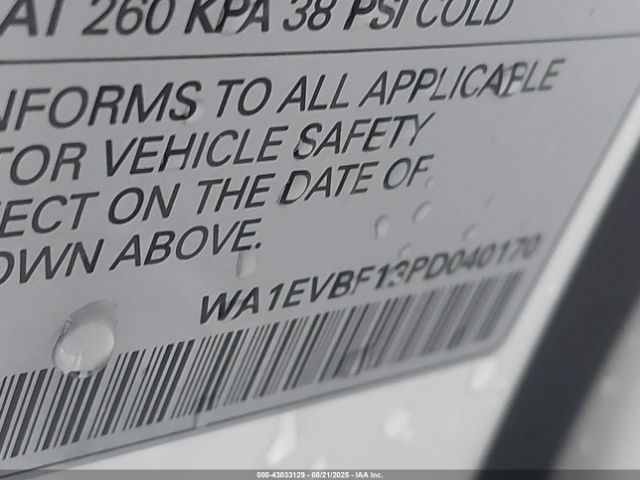 AT 260 KPA 38 PSI COLD
NFORMS TO ALL APPLICABLE
TOR VEHICLE SAFETY
ECT ON THE DATE OF
OWN ABOVE.
WA1EVBF13PD040170
000-43033129 - 08/21/2025 - IAA Inc.